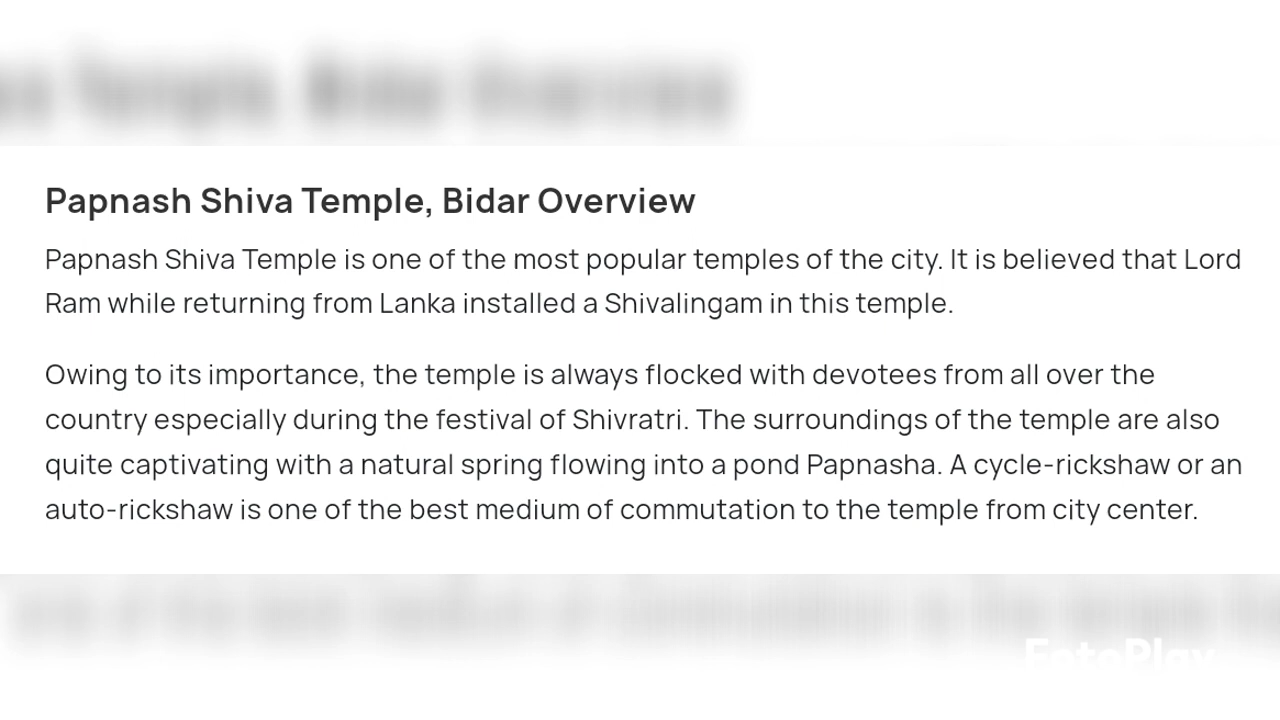 Papnash Shiva Temple, Bidar Overview
Papnash Shiva Temple is one of the most popular temples of the city. It is believed that Lord
Ram while returning from Lanka installed a Shivalingam in this temple.
Owing to its importance, the temple is always flocked with devotees from all over the
country especially during the festival of Shivratri. The surroundings of the temple are also
quite captivating with a natural spring flowing into a pond Papnasha. A cycle-rickshaw or an
auto-rickshaw is one of the best medium of commutation to the temple from city center.
FotoPlay